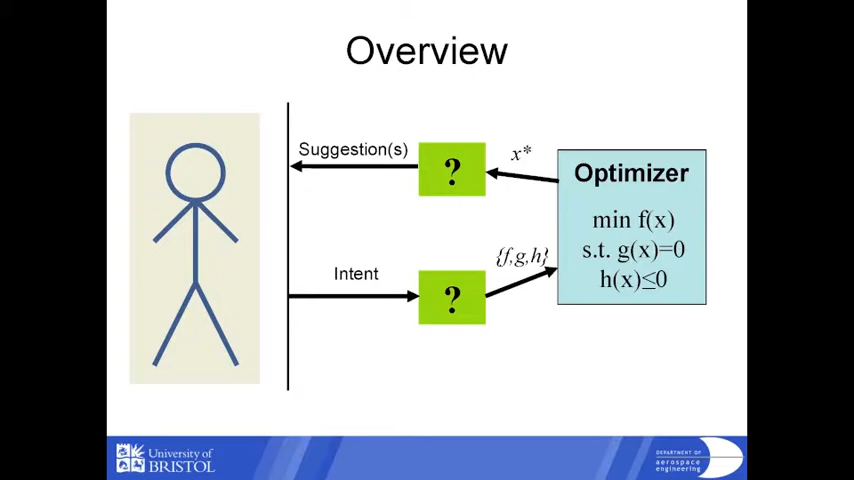 Overview
Suggestion(s)
?
x*
Optimizer
min f(x)
s.t. g(x)=0
h(x)≤0
Intent
?
{f,g,h}
University of
BRISTOL
DEPARTMENT OF
aerospace
engineering